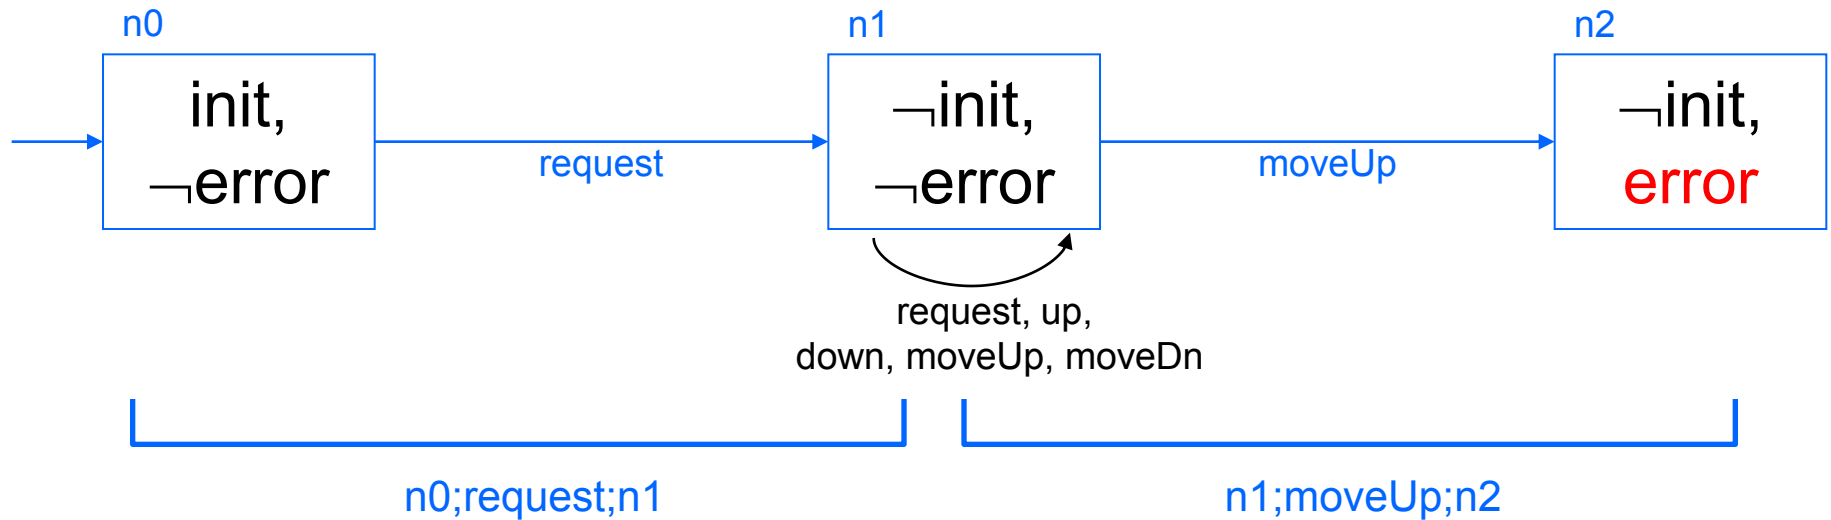 n0
n1
n2
init,
¬error
¬init,
¬error
¬init,
error
request
moveUp
request, up,
down, moveUp, moveDn
n0;request;n1
n1;moveUp;n2